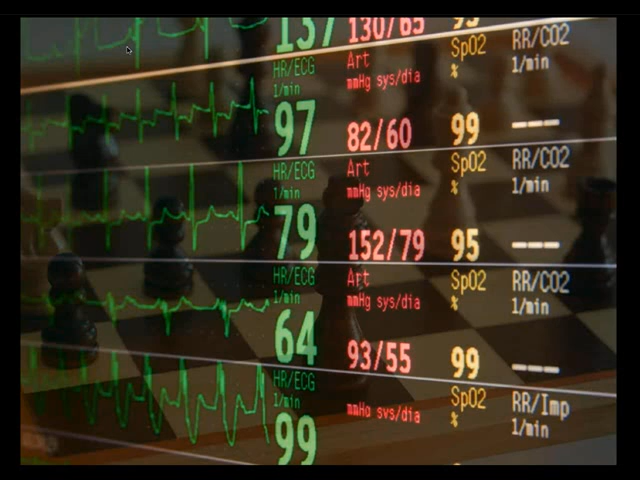 137 130/65 95
HR/ECG Art SpO2 RR/CO2
1/min mmHg sys/dia % 1/min
97 82/60 99 ---
HR/ECG Art SpO2 RR/CO2
1/min mmHg sys/dia % 1/min
79 152/79 95 ---
HR/ECG Art SpO2 RR/CO2
1/min mmHg sys/dia % 1/min
64 93/55 99 ---
HR/ECG SpO2 RR/Imp
1/min mmHg sys/dia % 1/min
99